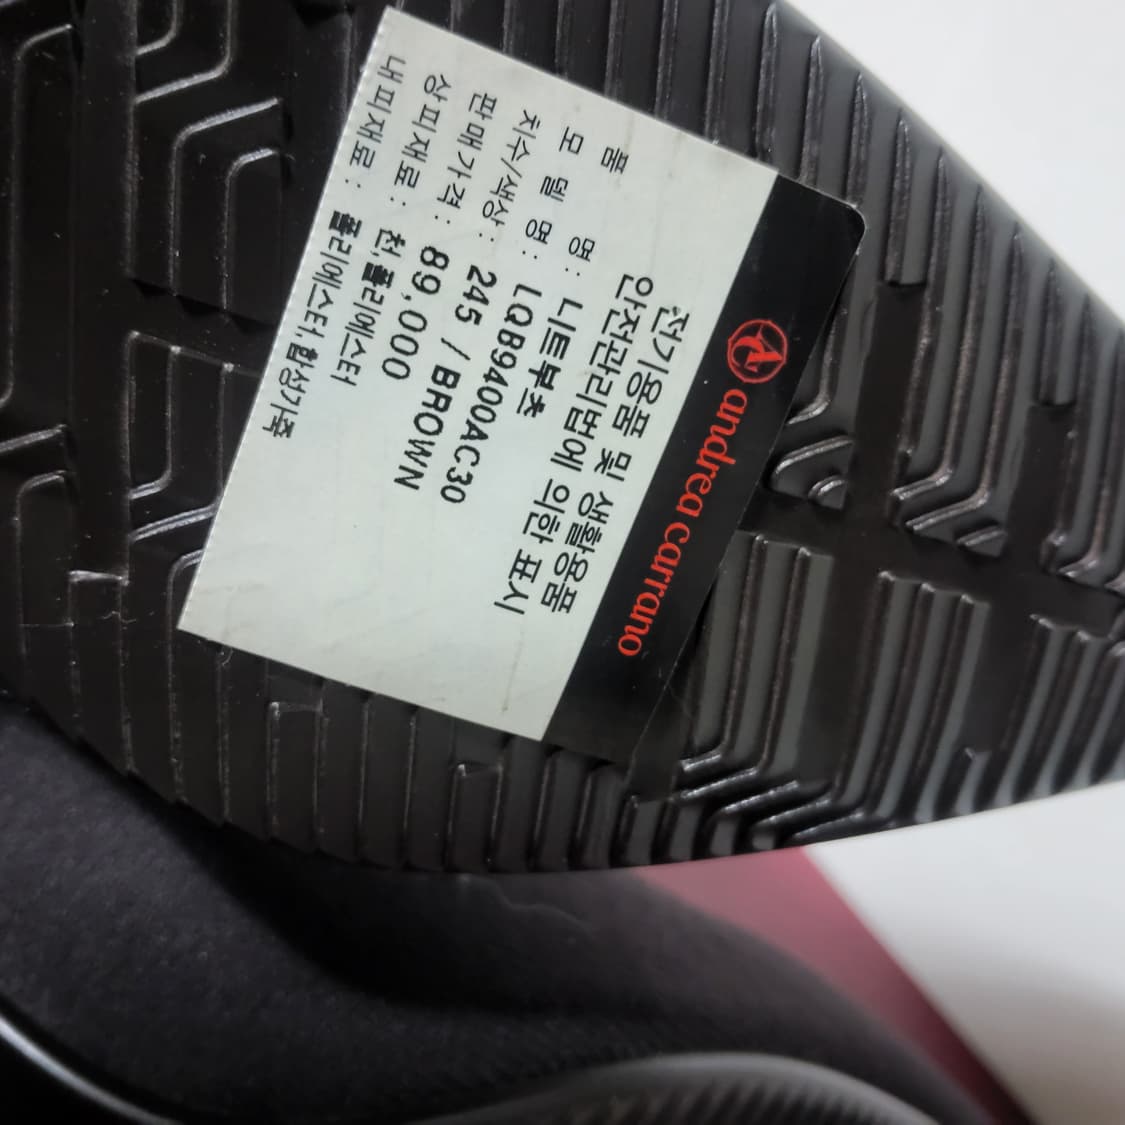 andrea carrano
전기용품 및 생활용품
안전관리법에 의한 표시
품 명 : 니트부츠
모 델 명 : LQB9400AC30
치수/색상 : 245 / BROWN
판매가격 : 89,000
상피재료 : 천,폴리에스터
내피재료 : 폴리에스터,합성가죽